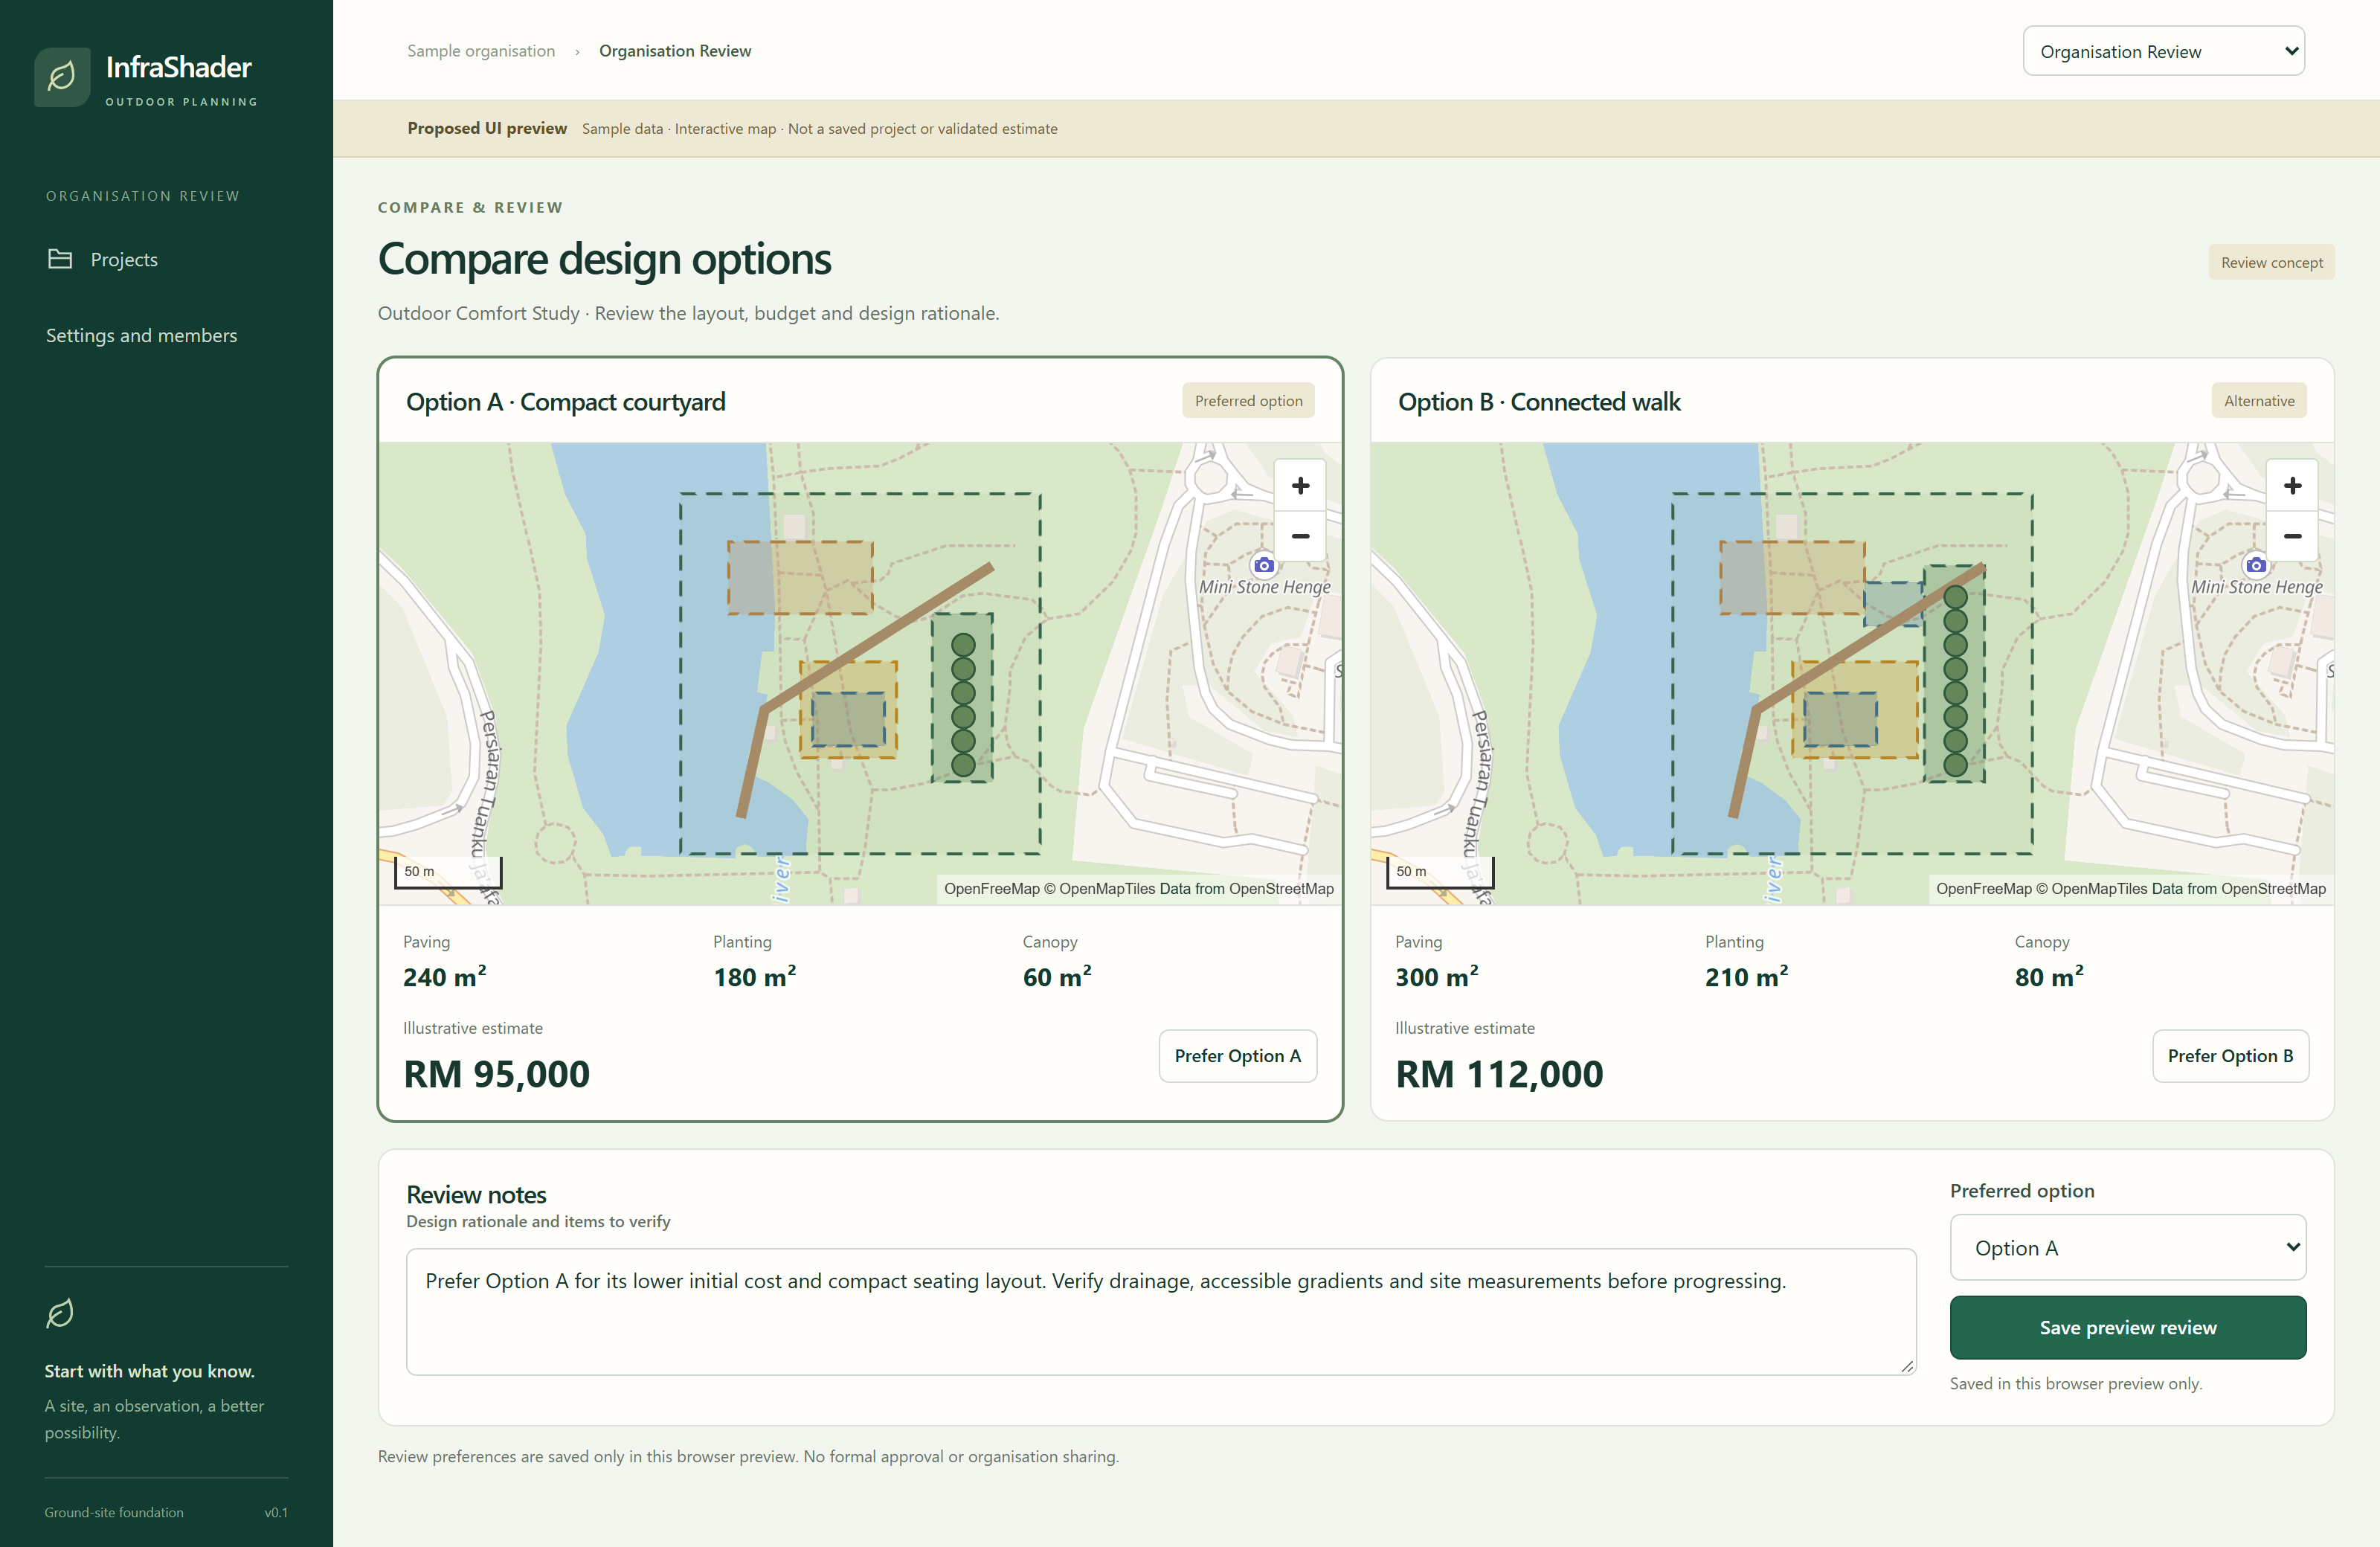 InfraShader
OUTDOOR PLANNING
ORGANISATION REVIEW
Projects
Settings and members
Start with what you know.
A site, an observation, a better
possibility.
Ground-site foundation v0.1
Sample organisation › Organisation Review
Organisation Review
Proposed UI preview Sample data · Interactive map · Not a saved project or validated estimate
COMPARE & REVIEW
Compare design options
Review concept
Outdoor Comfort Study · Review the layout, budget and design rationale.
Option A · Compact courtyard
Preferred option
+
−
Mini Stone Henge
Persiaran Tuanku Ja'afa
iver
50 m
OpenFreeMap © OpenMapTiles Data from OpenStreetMap
Paving Planting Canopy
240 m² 180 m² 60 m²
Illustrative estimate
RM 95,000
Prefer Option A
Option B · Connected walk
Alternative
+
−
Mini Stone Henge
S
Persiaran Tuanku Ja'afa
iver
50 m
OpenFreeMap © OpenMapTiles Data from OpenStreetMap
Paving Planting Canopy
300 m² 210 m² 80 m²
Illustrative estimate
RM 112,000
Prefer Option B
Review notes
Design rationale and items to verify
Prefer Option A for its lower initial cost and compact seating layout. Verify drainage, accessible gradients and site measurements before progressing.
Preferred option
Option A
Save preview review
Saved in this browser preview only.
Review preferences are saved only in this browser preview. No formal approval or organisation sharing.